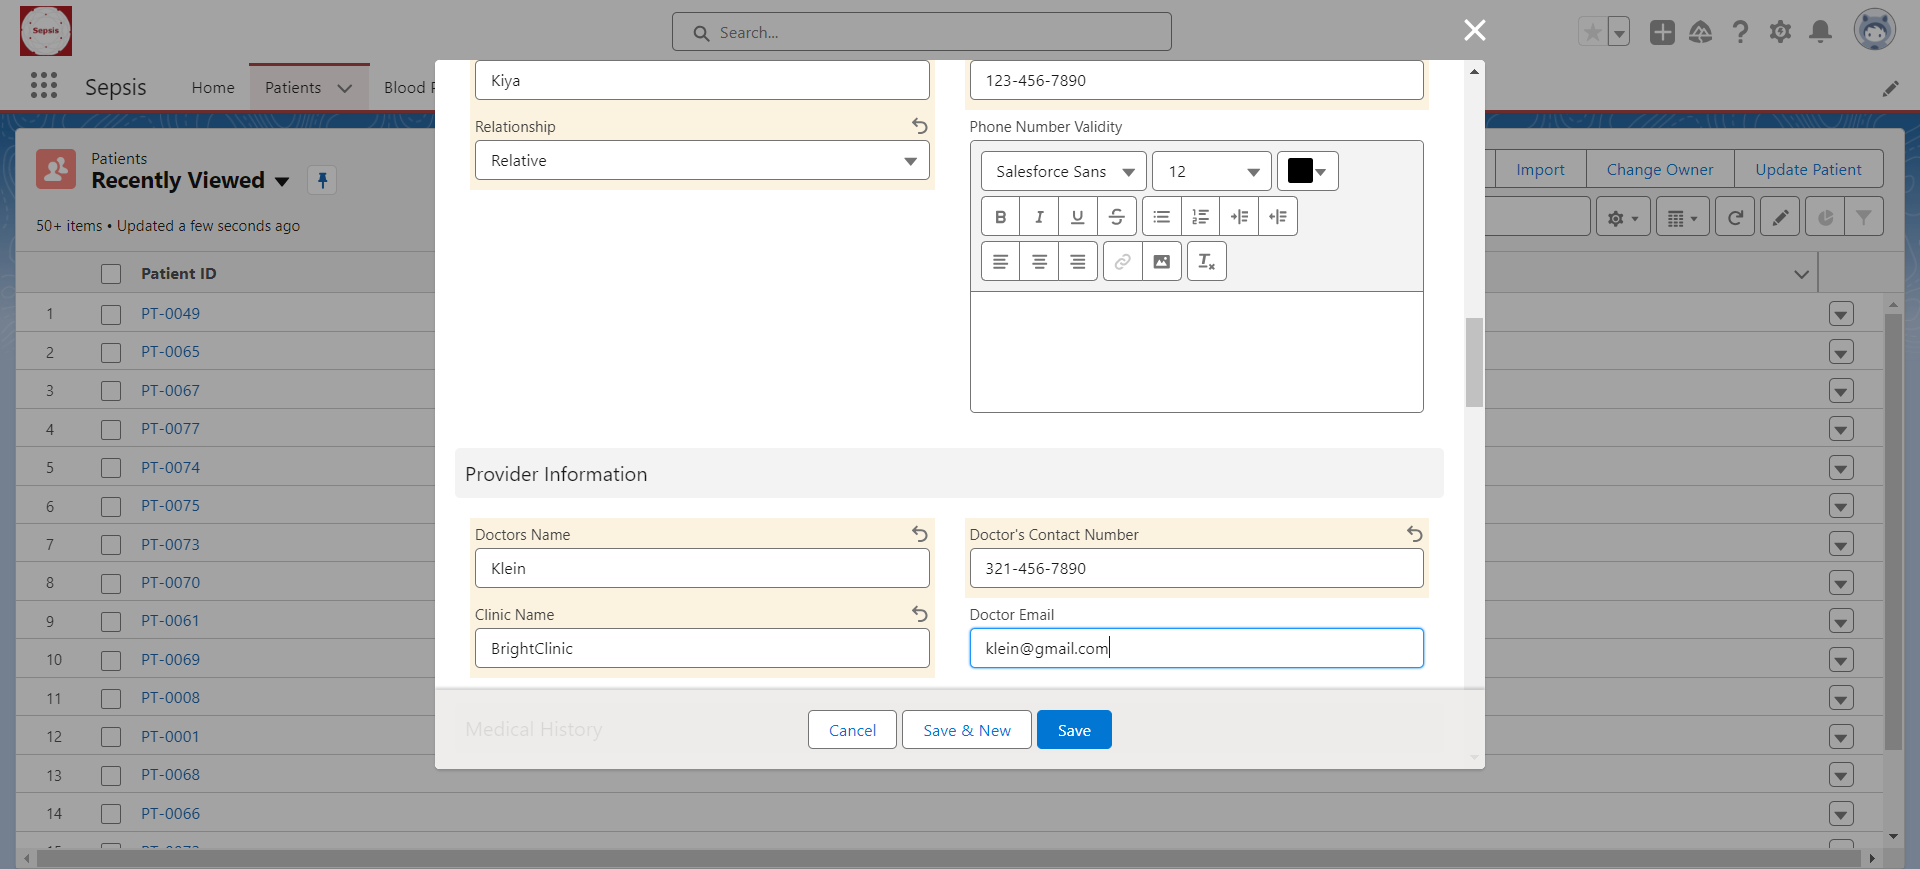 Sepsis
Search...
Sepsis
Home
Patients
Blood
Patients
Recently Viewed
50+ items • Updated a few seconds ago
Import
Change Owner
Update Patient
Patient ID
1 PT-0049
2 PT-0065
3 PT-0067
4 PT-0077
5 PT-0074
6 PT-0075
7 PT-0073
8 PT-0070
9 PT-0061
10 PT-0069
11 PT-0008
12 PT-0001
13 PT-0068
14 PT-0066
Kiya
123-456-7890
Relationship
Relative
Phone Number Validity
Salesforce Sans
12
B I U S
Provider Information
Doctors Name
Klein
Doctor's Contact Number
321-456-7890
Clinic Name
BrightClinic
Doctor Email
klein@gmail.com
Medical History
Cancel
Save & New
Save